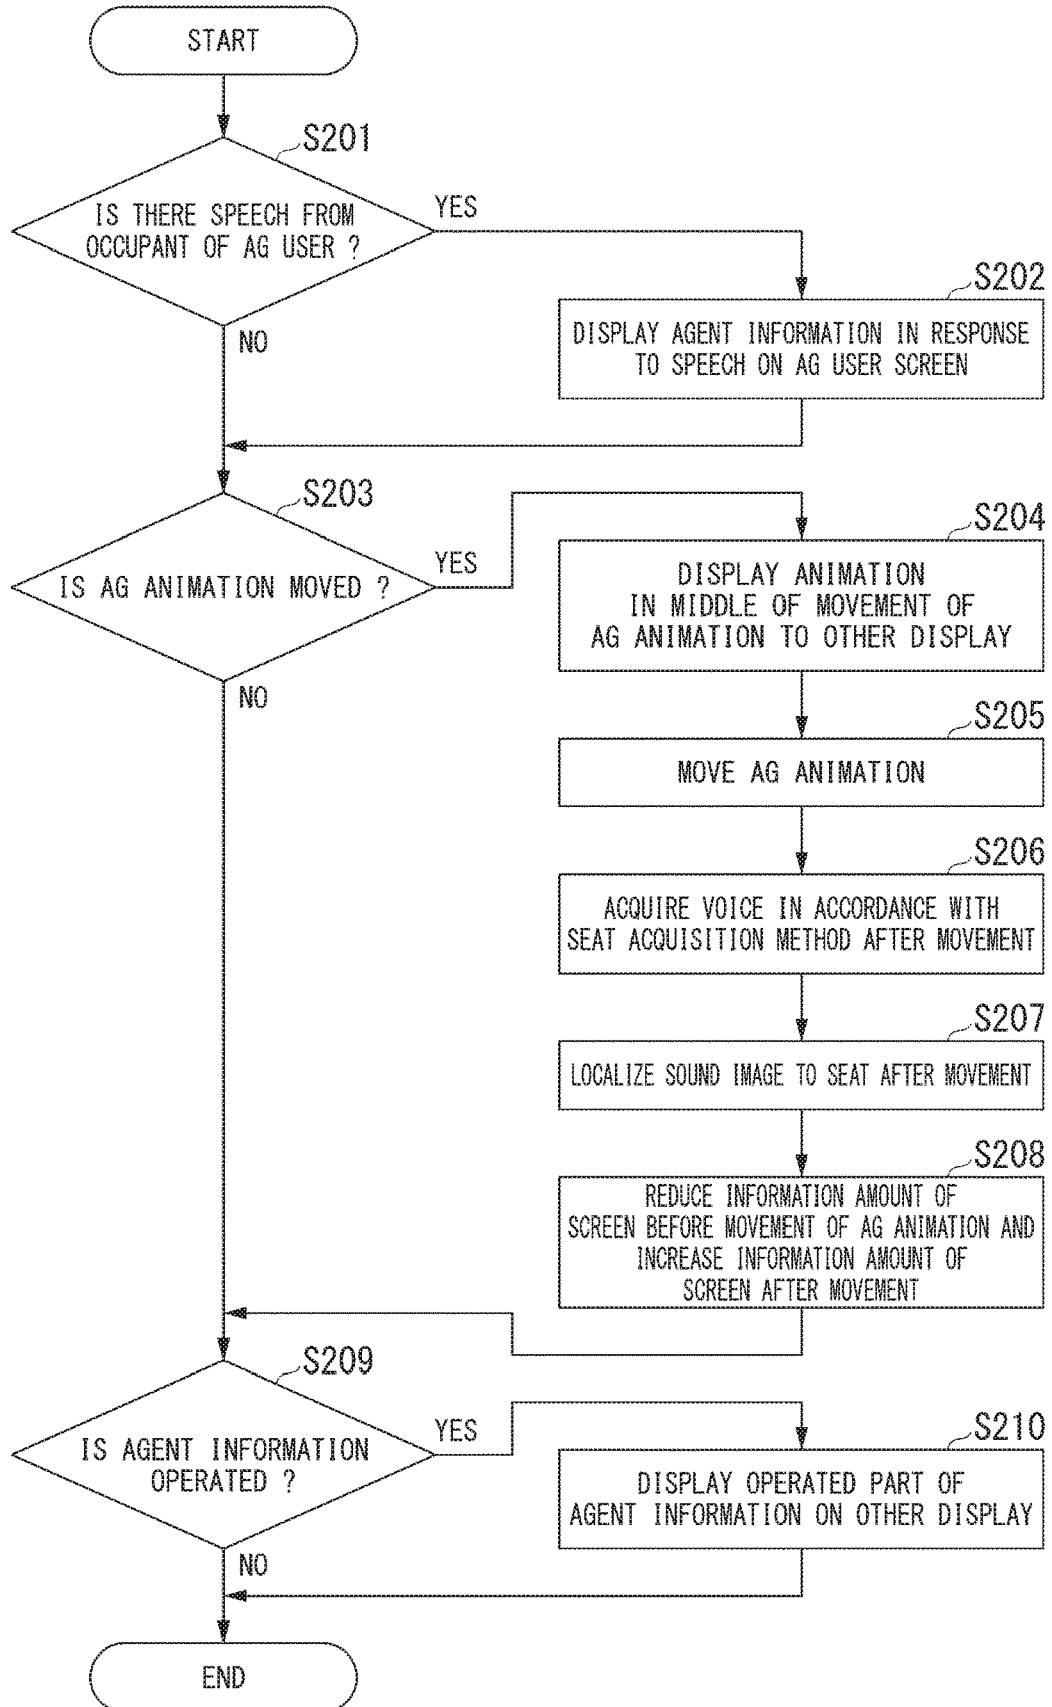 START
S201
IS THERE SPEECH FROM
OCCUPANT OF AG USER ?
YES
NO
S202
DISPLAY AGENT INFORMATION IN RESPONSE
TO SPEECH ON AG USER SCREEN
S203
IS AG ANIMATION MOVED ?
YES
NO
S204
DISPLAY ANIMATION
IN MIDDLE OF MOVEMENT OF
AG ANIMATION TO OTHER DISPLAY
S205
MOVE AG ANIMATION
S206
ACQUIRE VOICE IN ACCORDANCE WITH
SEAT ACQUISITION METHOD AFTER MOVEMENT
S207
LOCALIZE SOUND IMAGE TO SEAT AFTER MOVEMENT
S208
REDUCE INFORMATION AMOUNT OF
SCREEN BEFORE MOVEMENT OF AG ANIMATION AND
INCREASE INFORMATION AMOUNT OF
SCREEN AFTER MOVEMENT
S209
IS AGENT INFORMATION
OPERATED ?
YES
NO
S210
DISPLAY OPERATED PART OF
AGENT INFORMATION ON OTHER DISPLAY
END